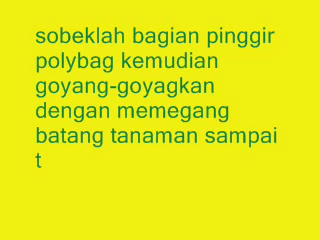 sobeklah bagian pinggir
polybag kemudian
goyang-goyagkan
dengan memegang
batang tanaman sampai
t